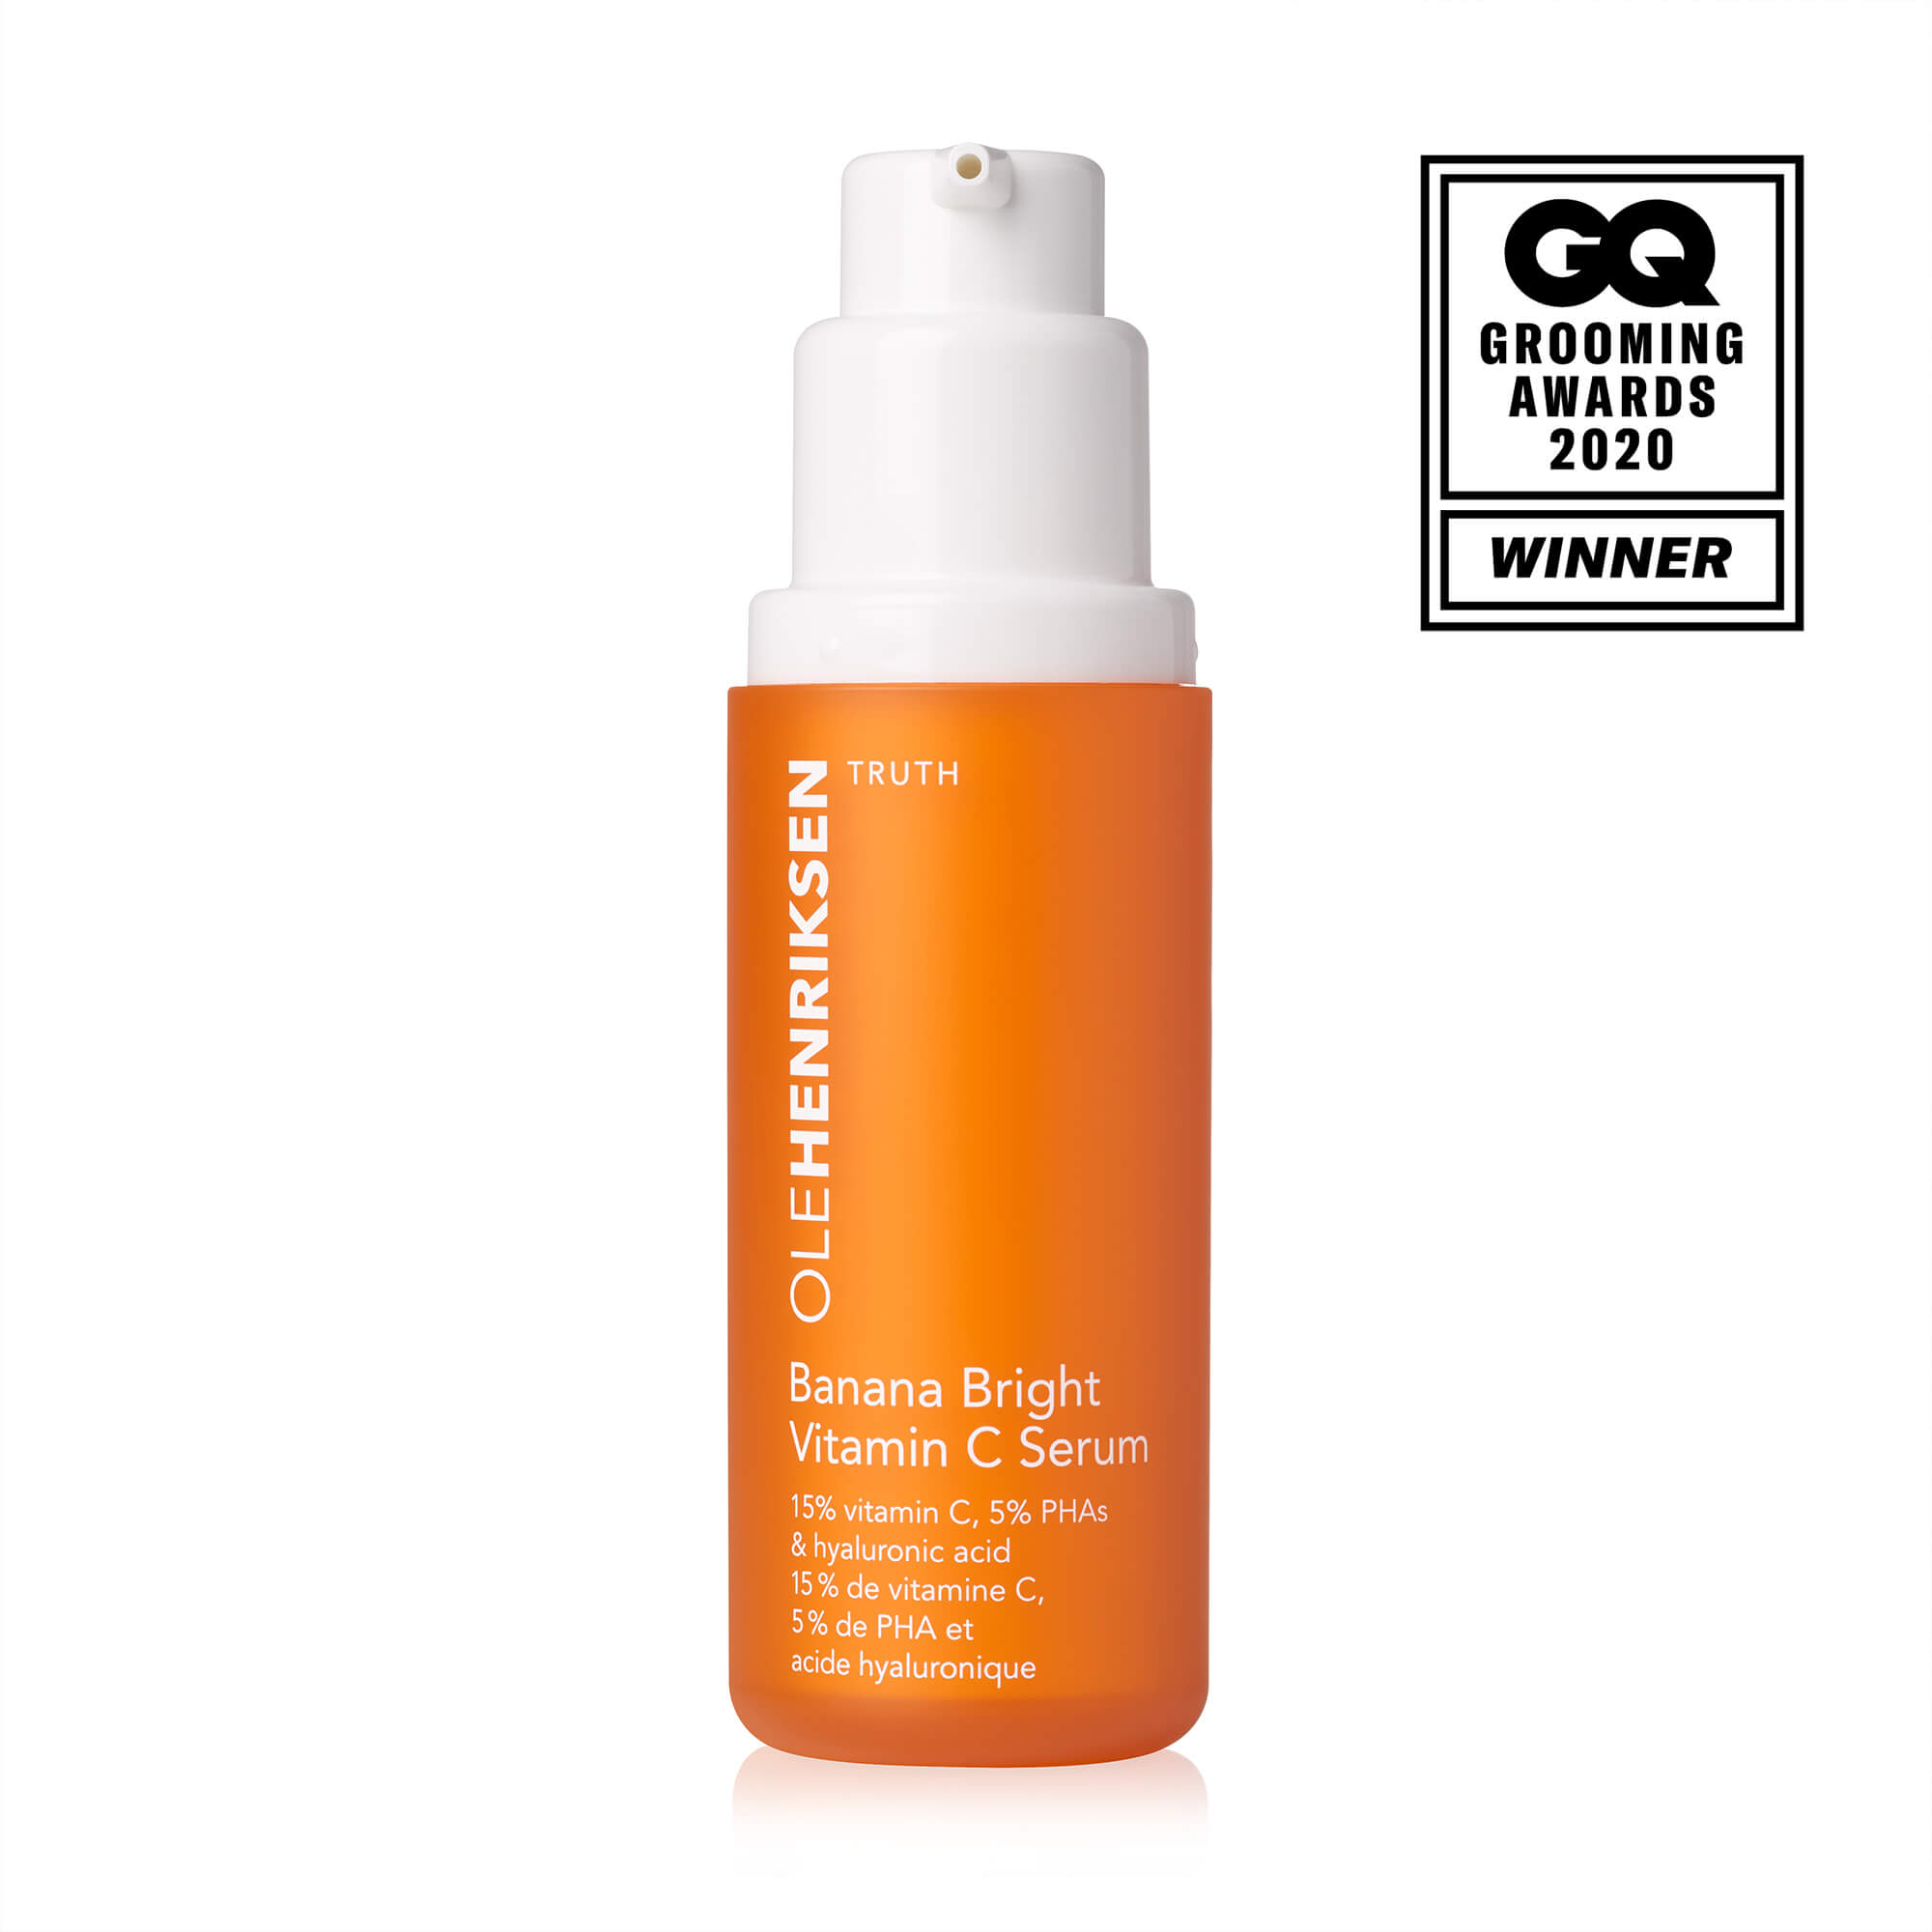 OLEHENRIKSEN
TRUTH
Banana Bright
Vitamin C Serum
15% vitamin C, 5% PHAs
& hyaluronic acid
15% de vitamine C,
5% de PHA et
acide hyaluronique
GQ
GROOMING
AWARDS
2020
WINNER